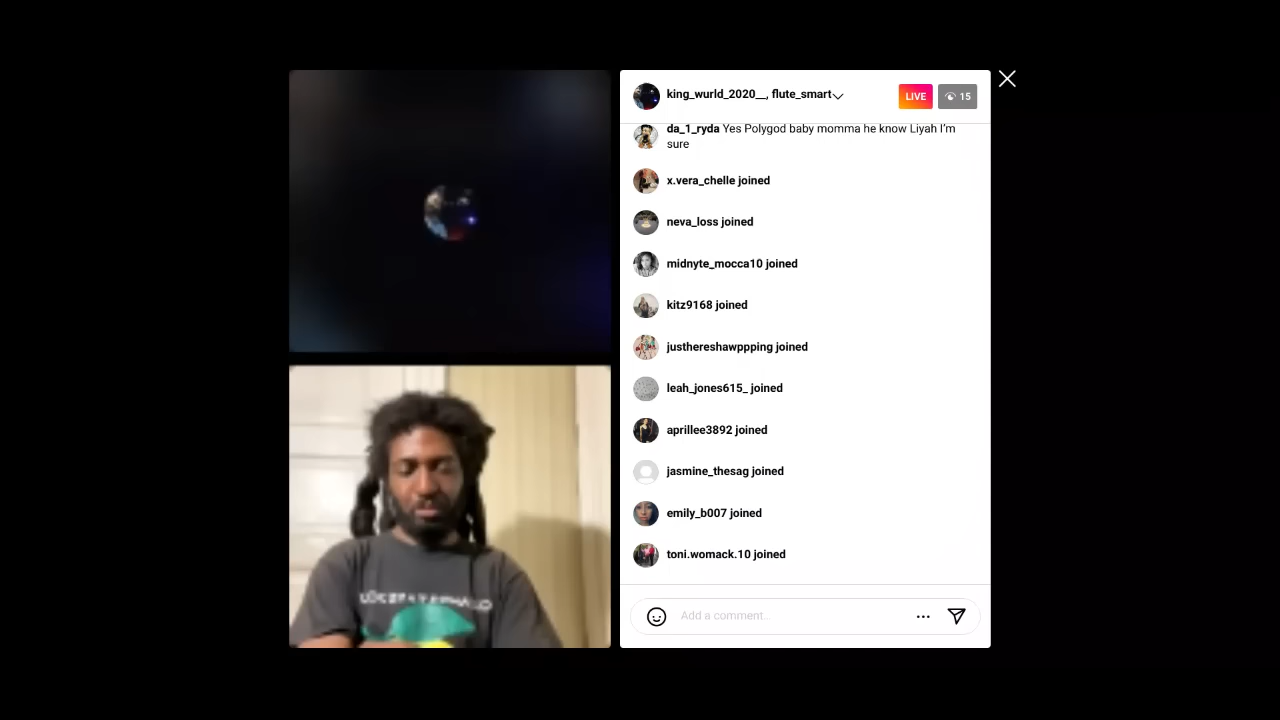 king_wurld_2020__, flute_smart
LIVE
15
da_1_ryda Yes Polygod baby momma he know Liyah I'm
sure
x.vera_chelle joined
neva_loss joined
midnyte_mocca10 joined
kitz9168 joined
justhereshawppping joined
leah_jones615_ joined
aprillee3892 joined
jasmine_thesag joined
emily_b007 joined
toni.womack.10 joined
Add a comment...